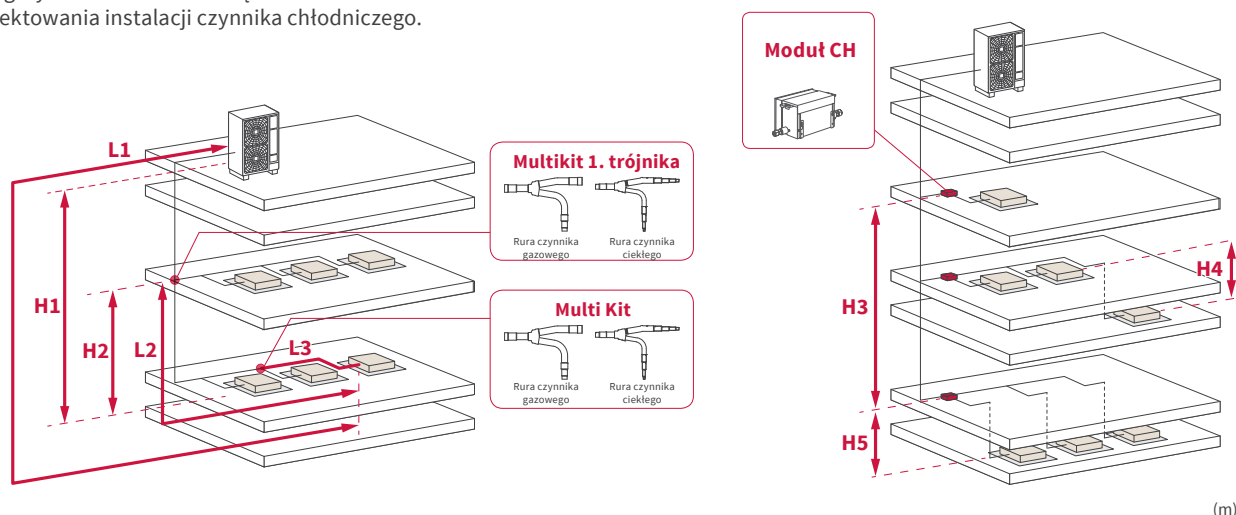 ektowania instalacji czynnika chłodniczego.
L1
H1
H2
L2
L3
Multikit 1. trójnika
Rura czynnika
gazowego
Rura czynnika
ciekłego
Multi Kit
Rura czynnika
gazowego
Rura czynnika
ciekłego
Moduł CH
H3
H4
H5
(m)